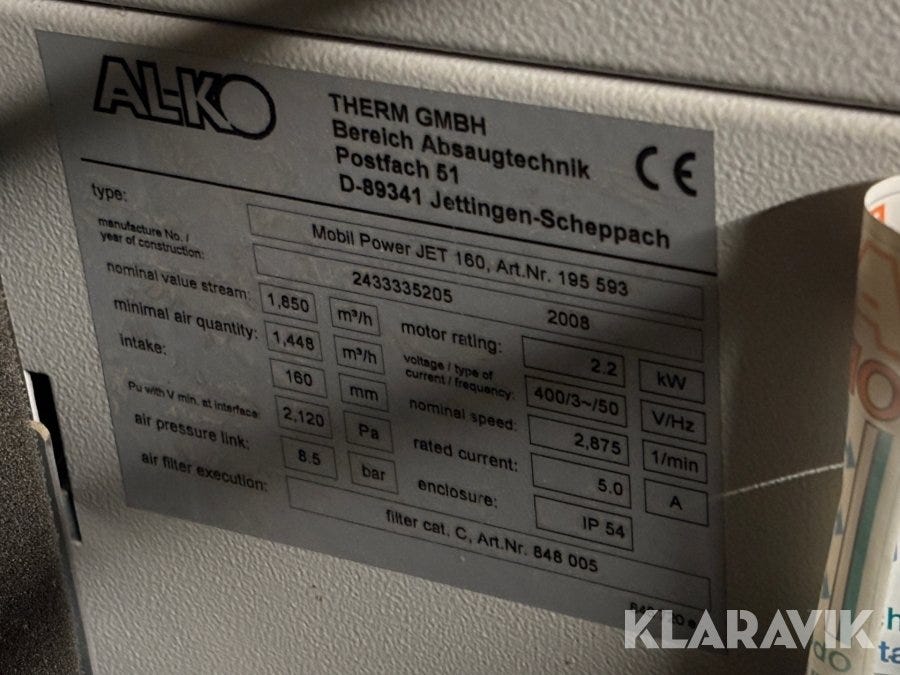 AL-KO
THERM GMBH
Bereich Absaugtechnik
Postfach 51
D-89341 Jettingen-Scheppach
CE
type:
Mobil Power JET 160, Art.Nr. 195 593
manufacture No. /
year of construction:
2433335205
2008
nominal value stream:
1,850
m³/h
minimal air quantity:
1,448
m³/h
intake:
160
mm
Pu with V min. at interface:
2,120
Pa
air pressure link:
8.5
bar
motor rating:
2.2
kW
voltage / type of
current / frequency:
400/3~/50
V/Hz
nominal speed:
2,875
1/min
rated current:
5.0
A
enclosure:
IP 54
air filter execution:
filter cat. C, Art.Nr. 848 005
KLARAVIK